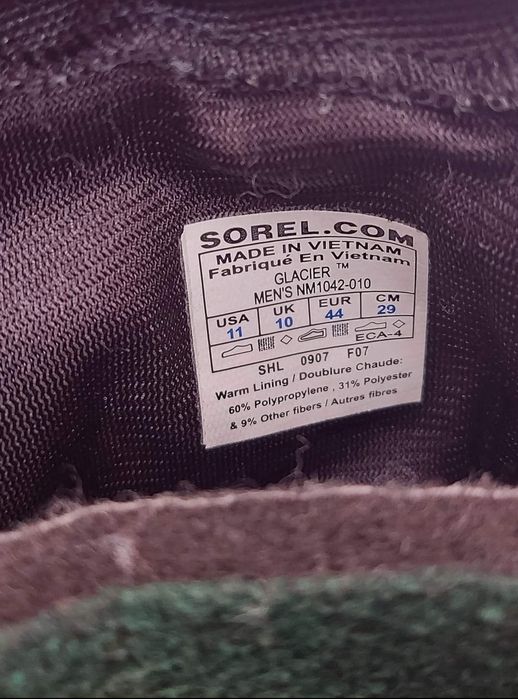 SOREL.COM
MADE IN VIETNAM
Fabriqué En Vietnam
GLACIER ™
MEN'S NM1042-010
USA UK EUR CM
11 10 44 29
ECA-4
SHL 0907 F07
Warm Lining / Doublure Chaude:
60% Polypropylene , 31% Polyester
& 9% Other fibers / Autres fibres